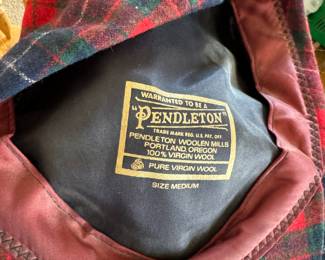 WARRANTED TO BE A
"PENDLETON"
TRADE MARK REG. U.S. PAT. OFF.
PENDLETON WOOLEN MILLS
PORTLAND, OREGON
100% VIRGIN WOOL
PURE VIRGIN WOOL
SIZE MEDIUM